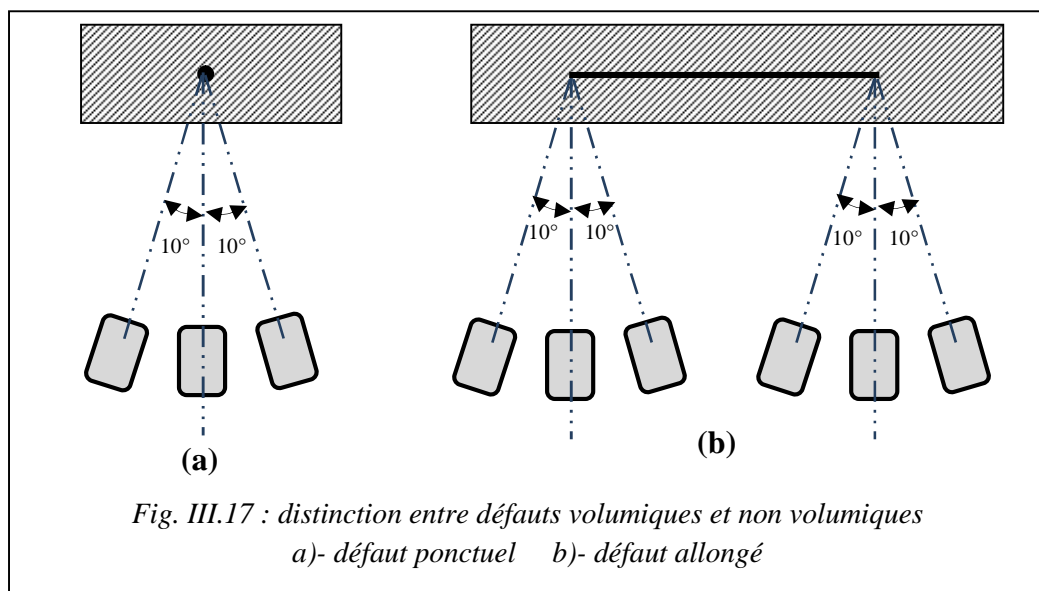 10° 10°
10° 10°
10° 10°
(a)
(b)
Fig. III.17 : distinction entre défauts volumiques et non volumiques
a)- défaut ponctuel b)- défaut allongé